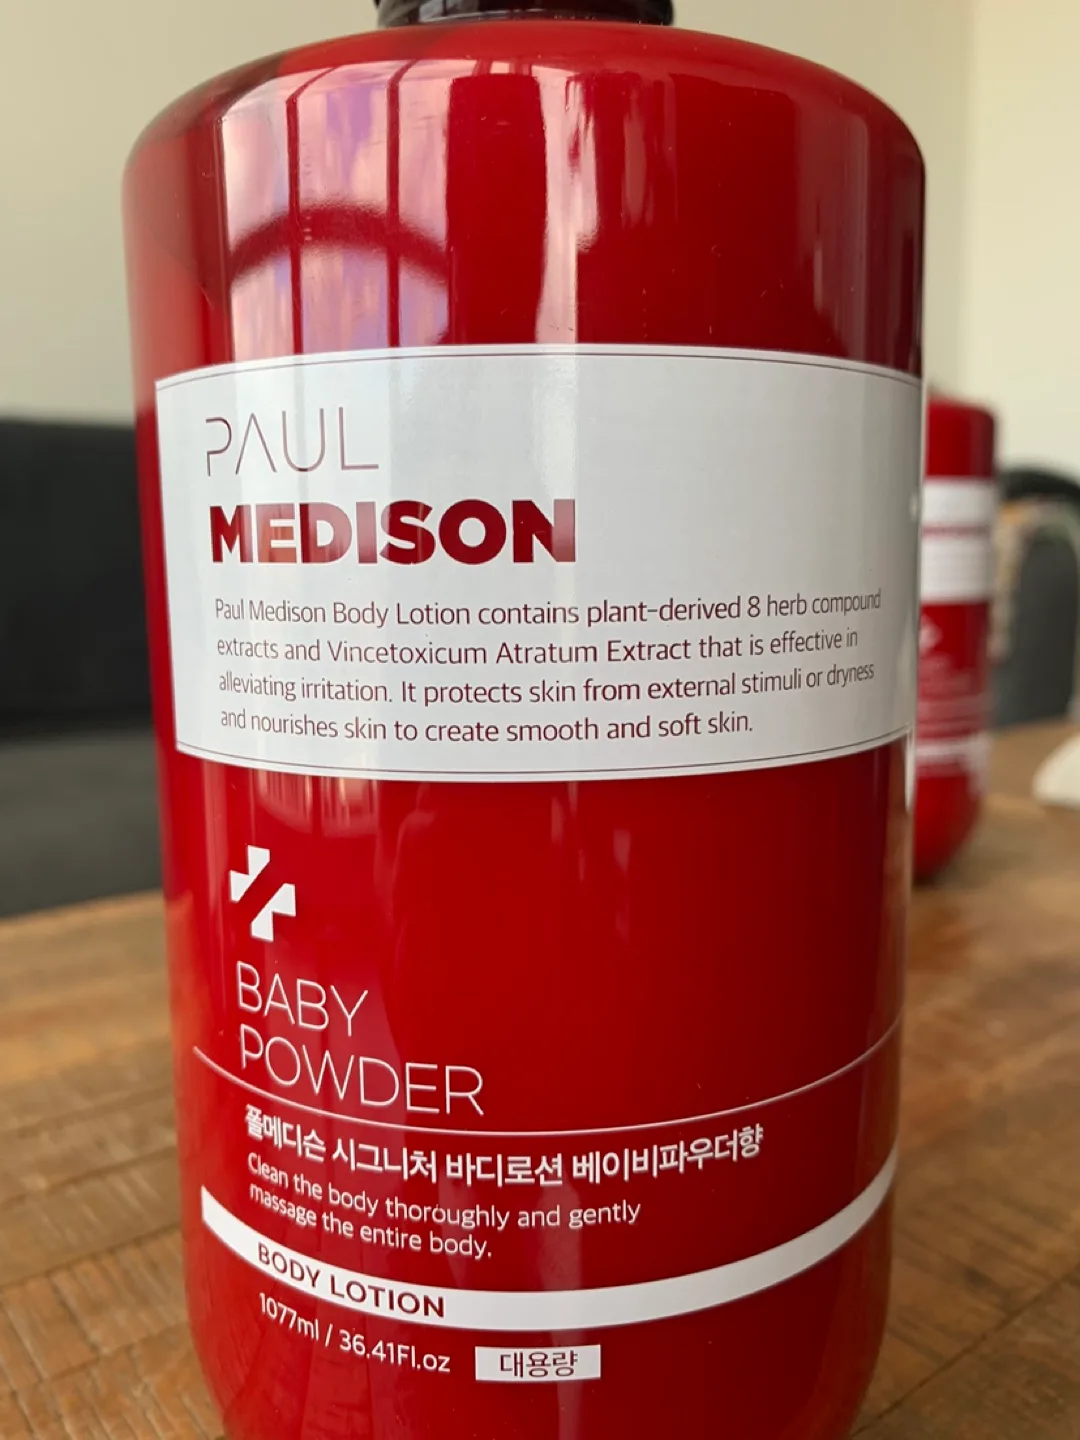 PAUL
MEDISON
Paul Medison Body Lotion contains plant-derived 8 herb compound
extracts and Vincetoxicum Atratum Extract that is effective in
alleviating irritation. It protects skin from external stimuli or dryness
and nourishes skin to create smooth and soft skin.
BABY
POWDER
폴메디슨 시그니처 바디로션 베이비파우더향
Clean the body thoroughly and gently
massage the entire body.
BODY LOTION
1077ml / 36.41Fl.oz
대용량